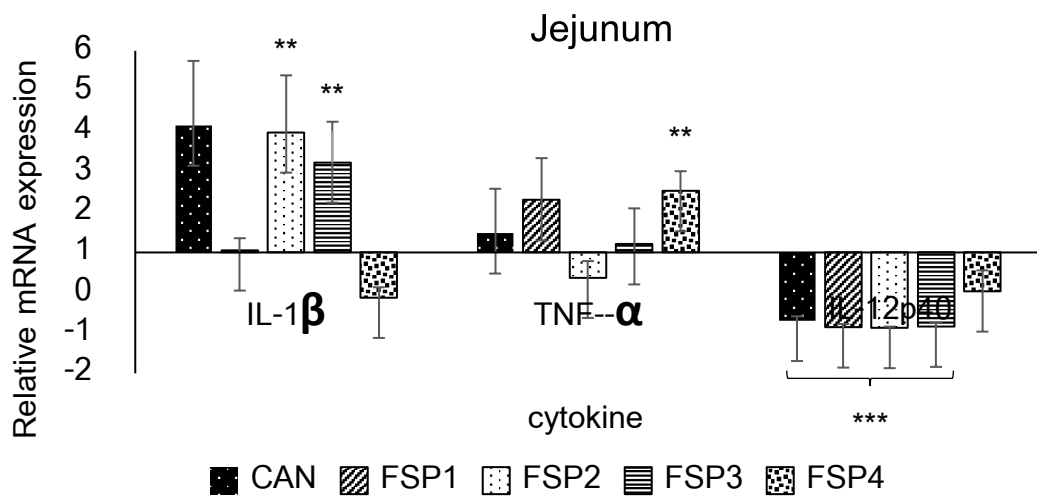 Jejunum
Relative mRNA expression
6
5
4
3
2
1
0
-1
-2
**
**
**
IL-1β
TNF--α
IL-12p40
***
cytokine
CAN FSP1 FSP2 FSP3 FSP4